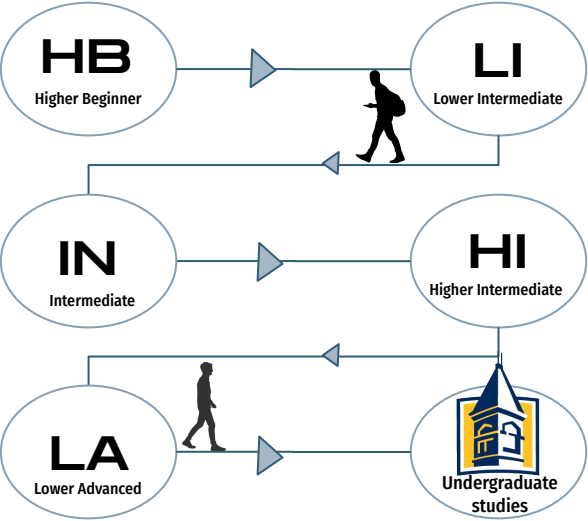 HB
Higher Beginner
LI
Lower Intermediate
IN
Intermediate
HI
Higher Intermediate
LA
Lower Advanced
Undergraduate
studies